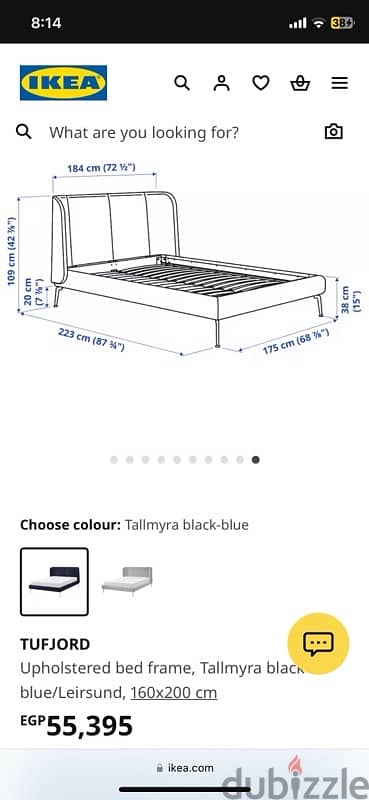 8:14
38
IKEA
What are you looking for?
184 cm (72 ½")
109 cm (42 ⅞")
20 cm
(7 ⅞")
223 cm (87 ¾")
175 cm (68 ⅞")
38 cm
(15")
Choose colour: Tallmyra black-blue
TUFJORD
Upholstered bed frame, Tallmyra black-
blue/Leirsund, 160x200 cm
EGP55,395
ikea.com
dubizzle